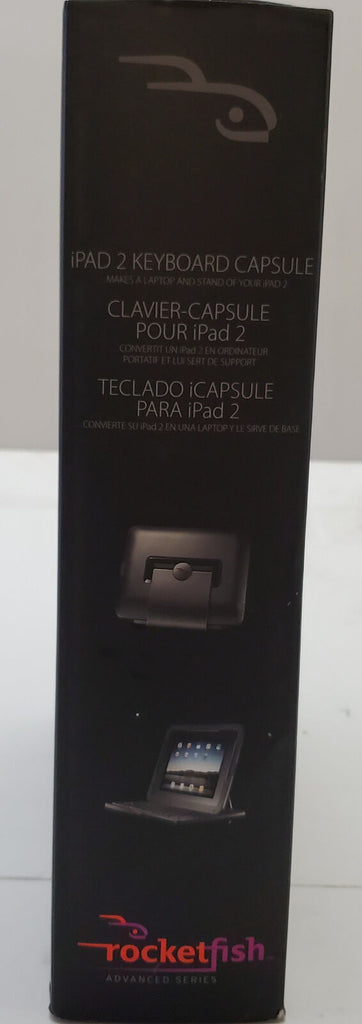 iPAD 2 KEYBOARD CAPSULE
MAKES A LAPTOP AND STAND OF YOUR iPAD 2
CLAVIER-CAPSULE
POUR iPad 2
CONVERTIT UN iPad 2 EN ORDINATEUR
PORTATIF ET LUI SERT DE SUPPORT
TECLADO iCAPSULE
PARA iPad 2
CONVIERTE SU iPad 2 EN UNA LAPTOP Y LE SIRVE DE BASE
rocketfish
ADVANCED SERIES